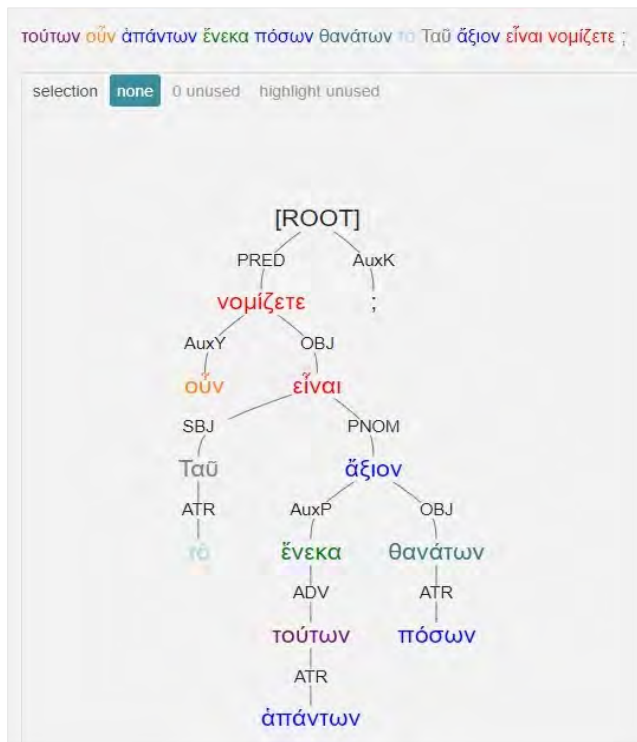 τούτων οὖν ἁπάντων ἕνεκα πόσων θανάτων τὸ Ταῦ ἄξιον εἶναι νομίζετε ;
selection none 0 unused highlight unused
[ROOT]
PRED AuxK
νομίζετε ;
AuxY OBJ
οὖν εἶναι
SBJ PNOM
Ταῦ ἄξιον
ATR AuxP OBJ
τὸ ἕνεκα θανάτων
ADV ATR
τούτων πόσων
ATR
ἁπάντων